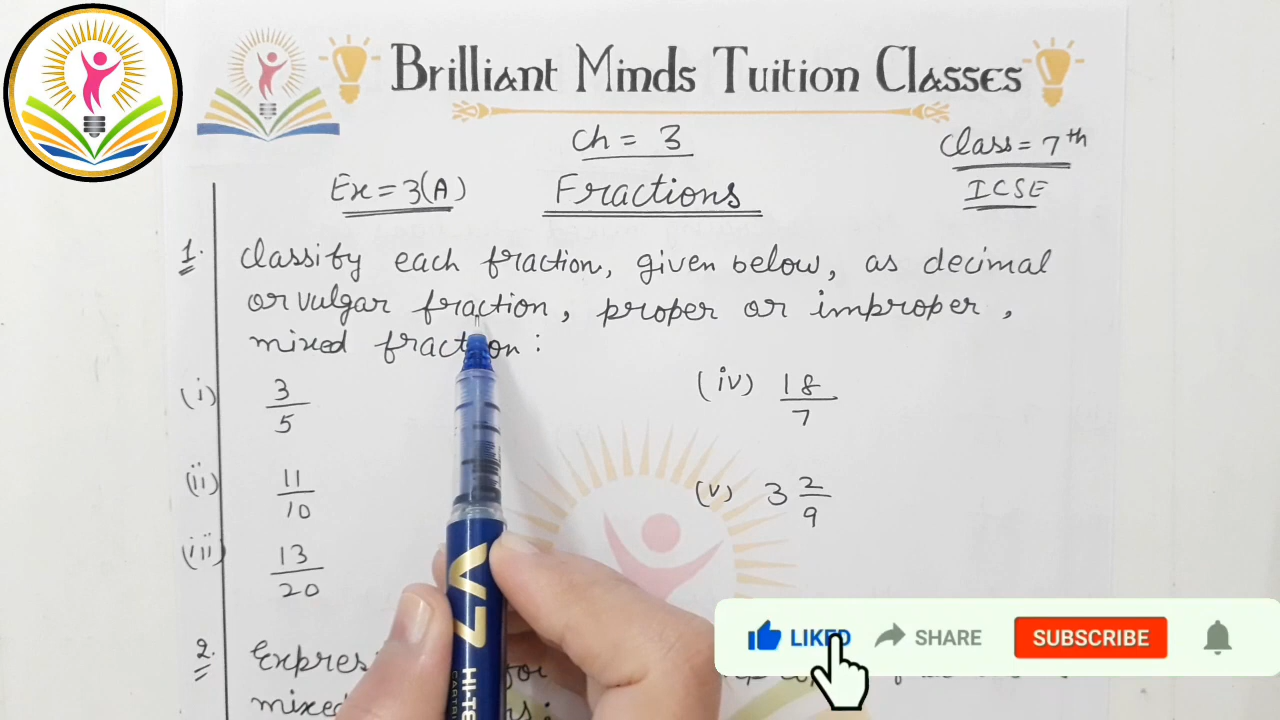 Brilliant Minds Tuition Classes
Ch = 3
Class = 7th
Ex = 3(A)
Fractions
ICSE
1. Classify each fraction, given below, as decimal
or vulgar fraction, proper or improper,
mixed fraction:
(i) 3/5
(iv) 18/7
(ii) 11/10
(v) 3 2/9
(iii) 13/20
2.
mixed
V7
LIKED
SHARE
SUBSCRIBE